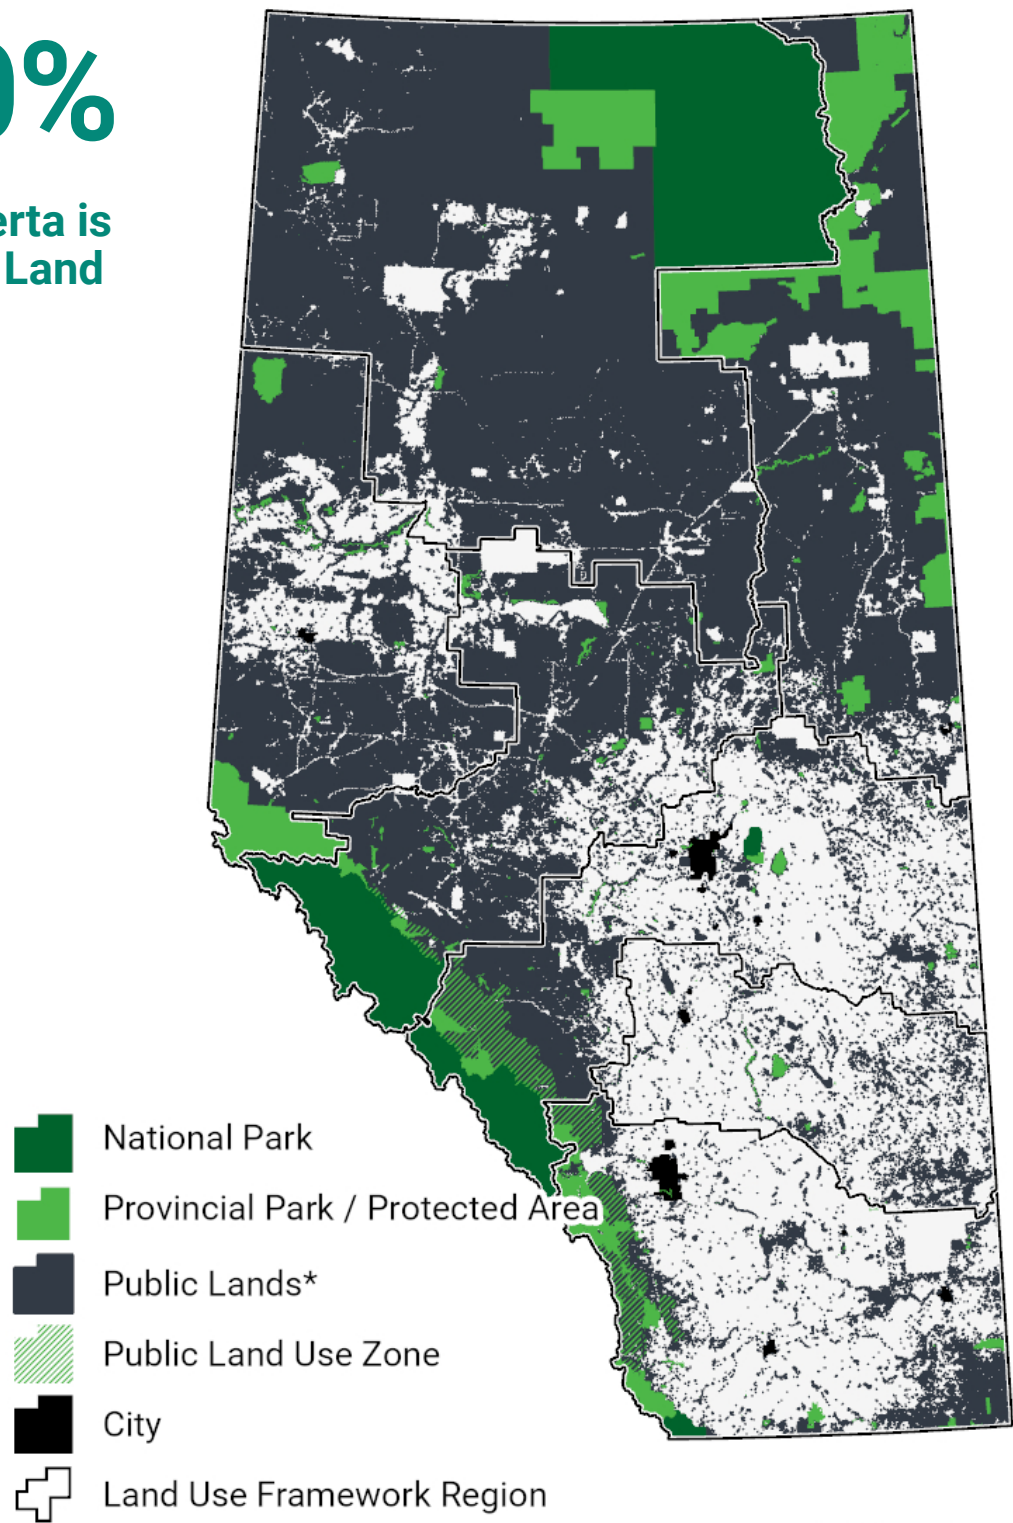 0%
erta is
Land
National Park
Provincial Park / Protected Area
Public Lands*
Public Land Use Zone
City
Land Use Framework Region